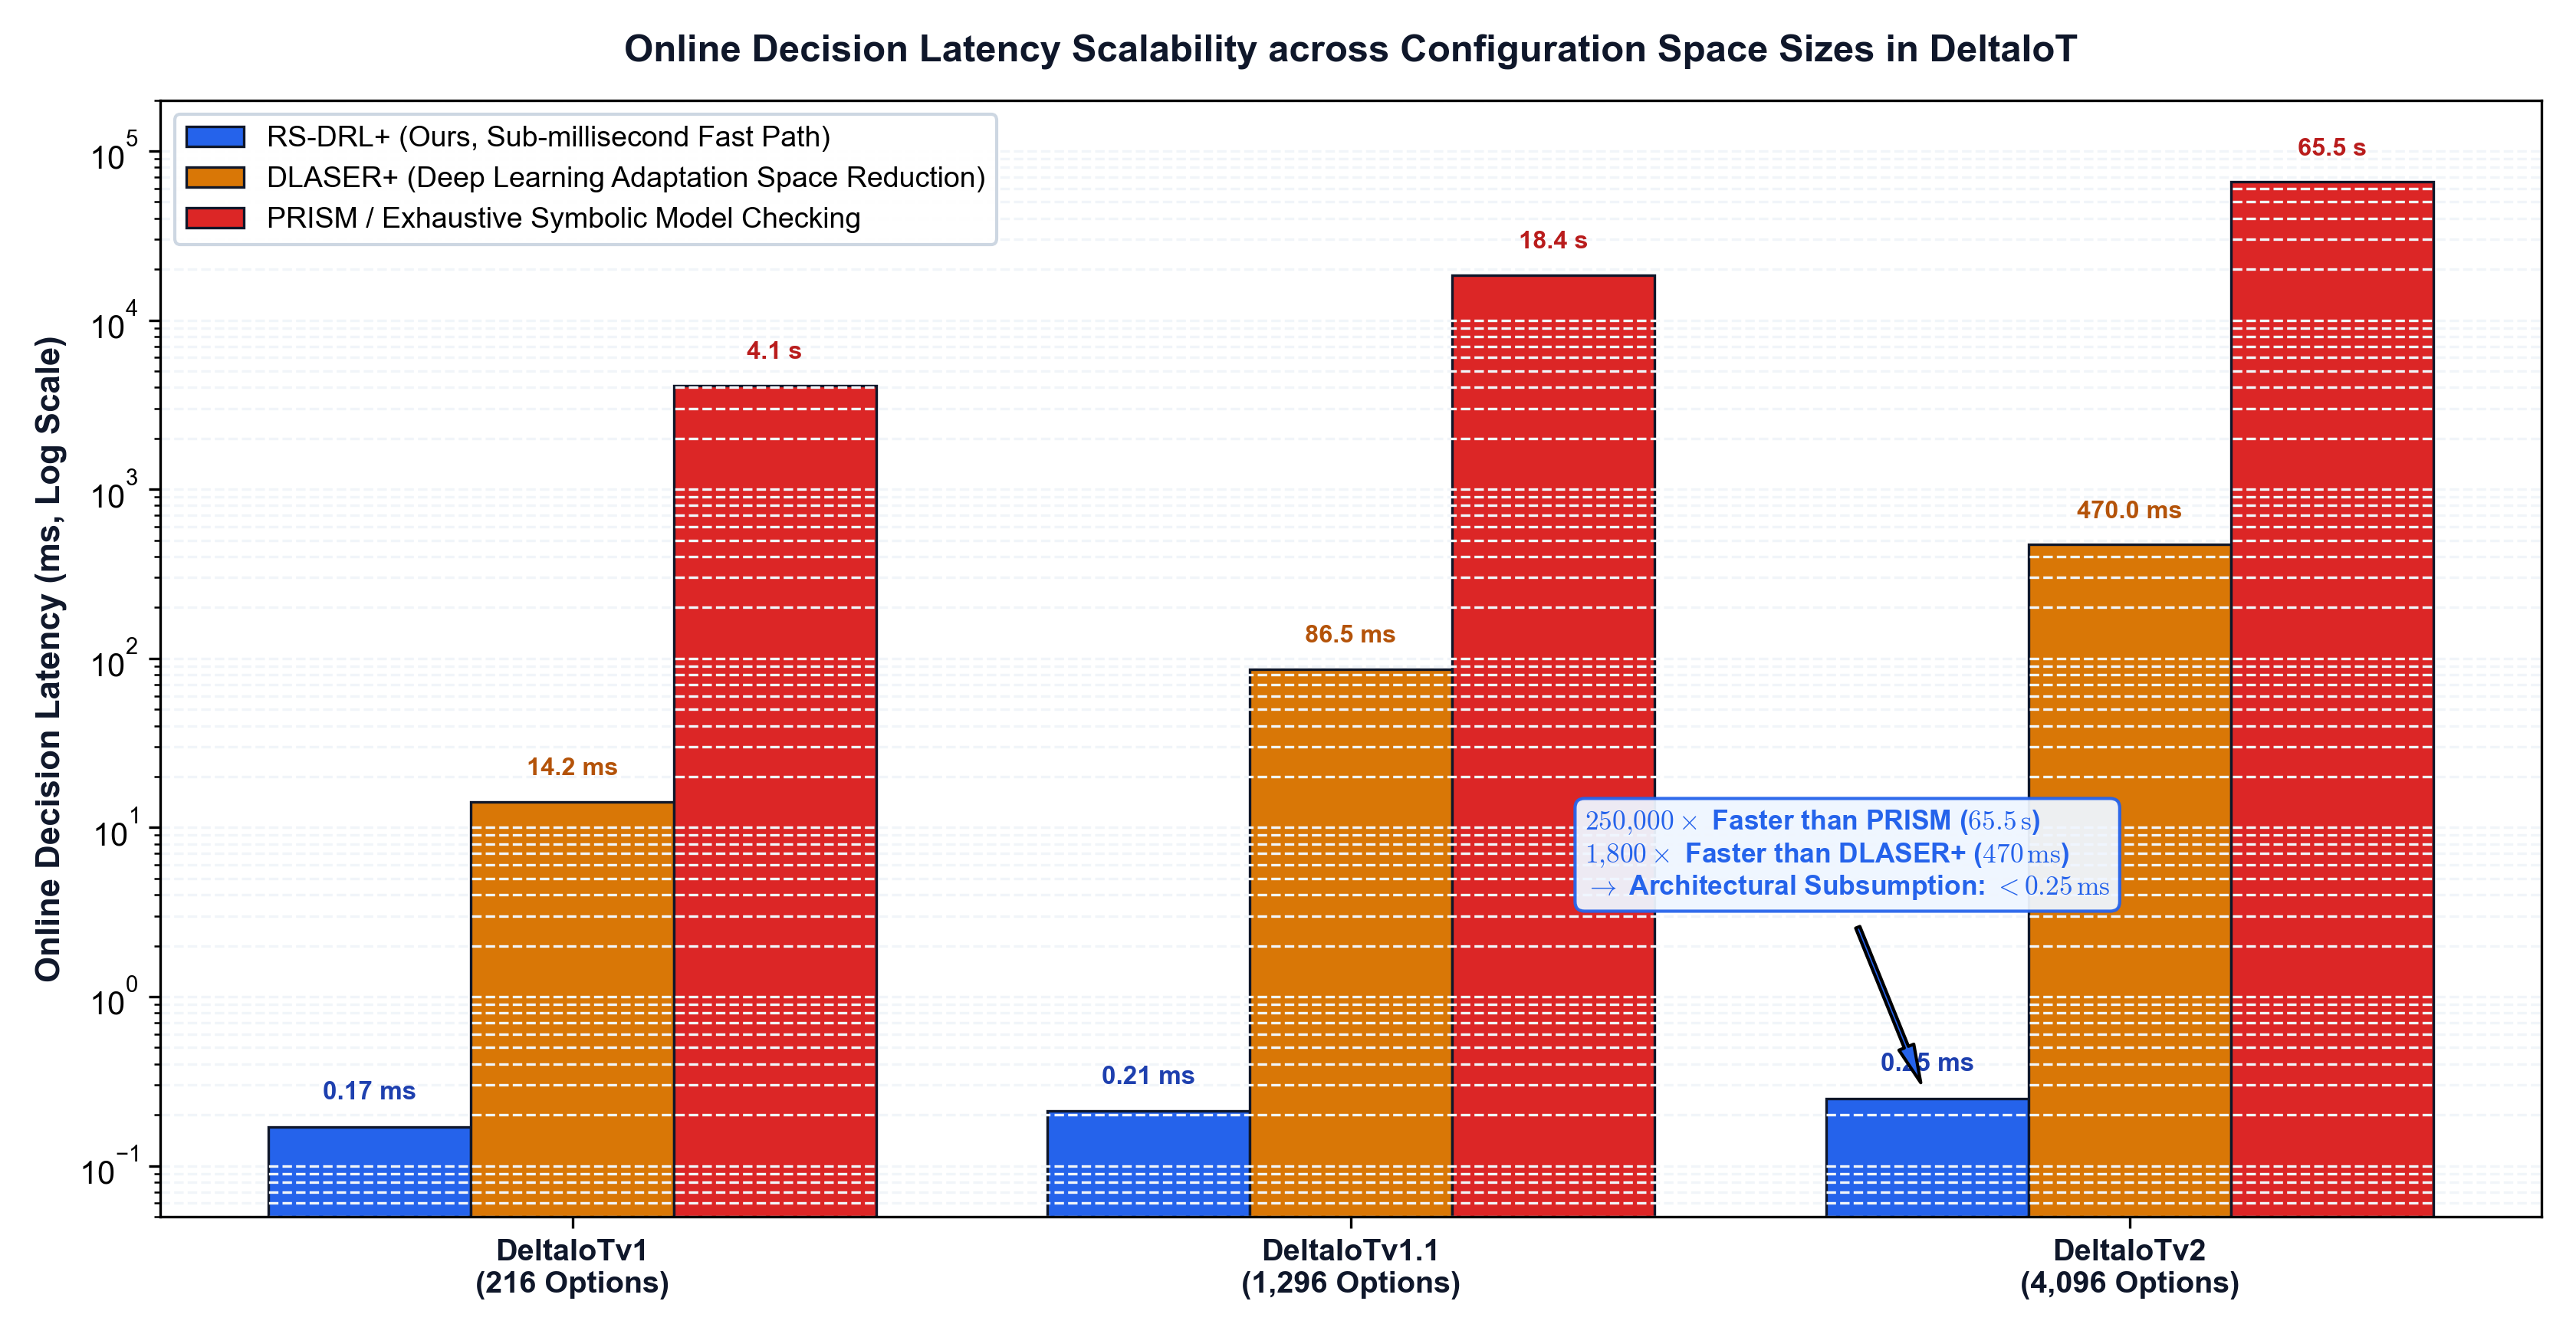 Online Decision Latency Scalability across Configuration Space Sizes in DeltaIoT
RS-DRL+ (Ours, Sub-millisecond Fast Path)
DLASER+ (Deep Learning Adaptation Space Reduction)
PRISM / Exhaustive Symbolic Model Checking
Online Decision Latency (ms, Log Scale)
10^5
10^4
10^3
10^2
10^1
10^0
10^−1
0.17 ms
14.2 ms
4.1 s
0.21 ms
86.5 ms
18.4 s
0.25 ms
470.0 ms
65.5 s
250,000× Faster than PRISM (65.5 s)
1,800× Faster than DLASER+ (470 ms)
→ Architectural Subsumption: <0.25 ms
DeltaIoTv1
(216 Options)
DeltaIoTv1.1
(1,296 Options)
DeltaIoTv2
(4,096 Options)